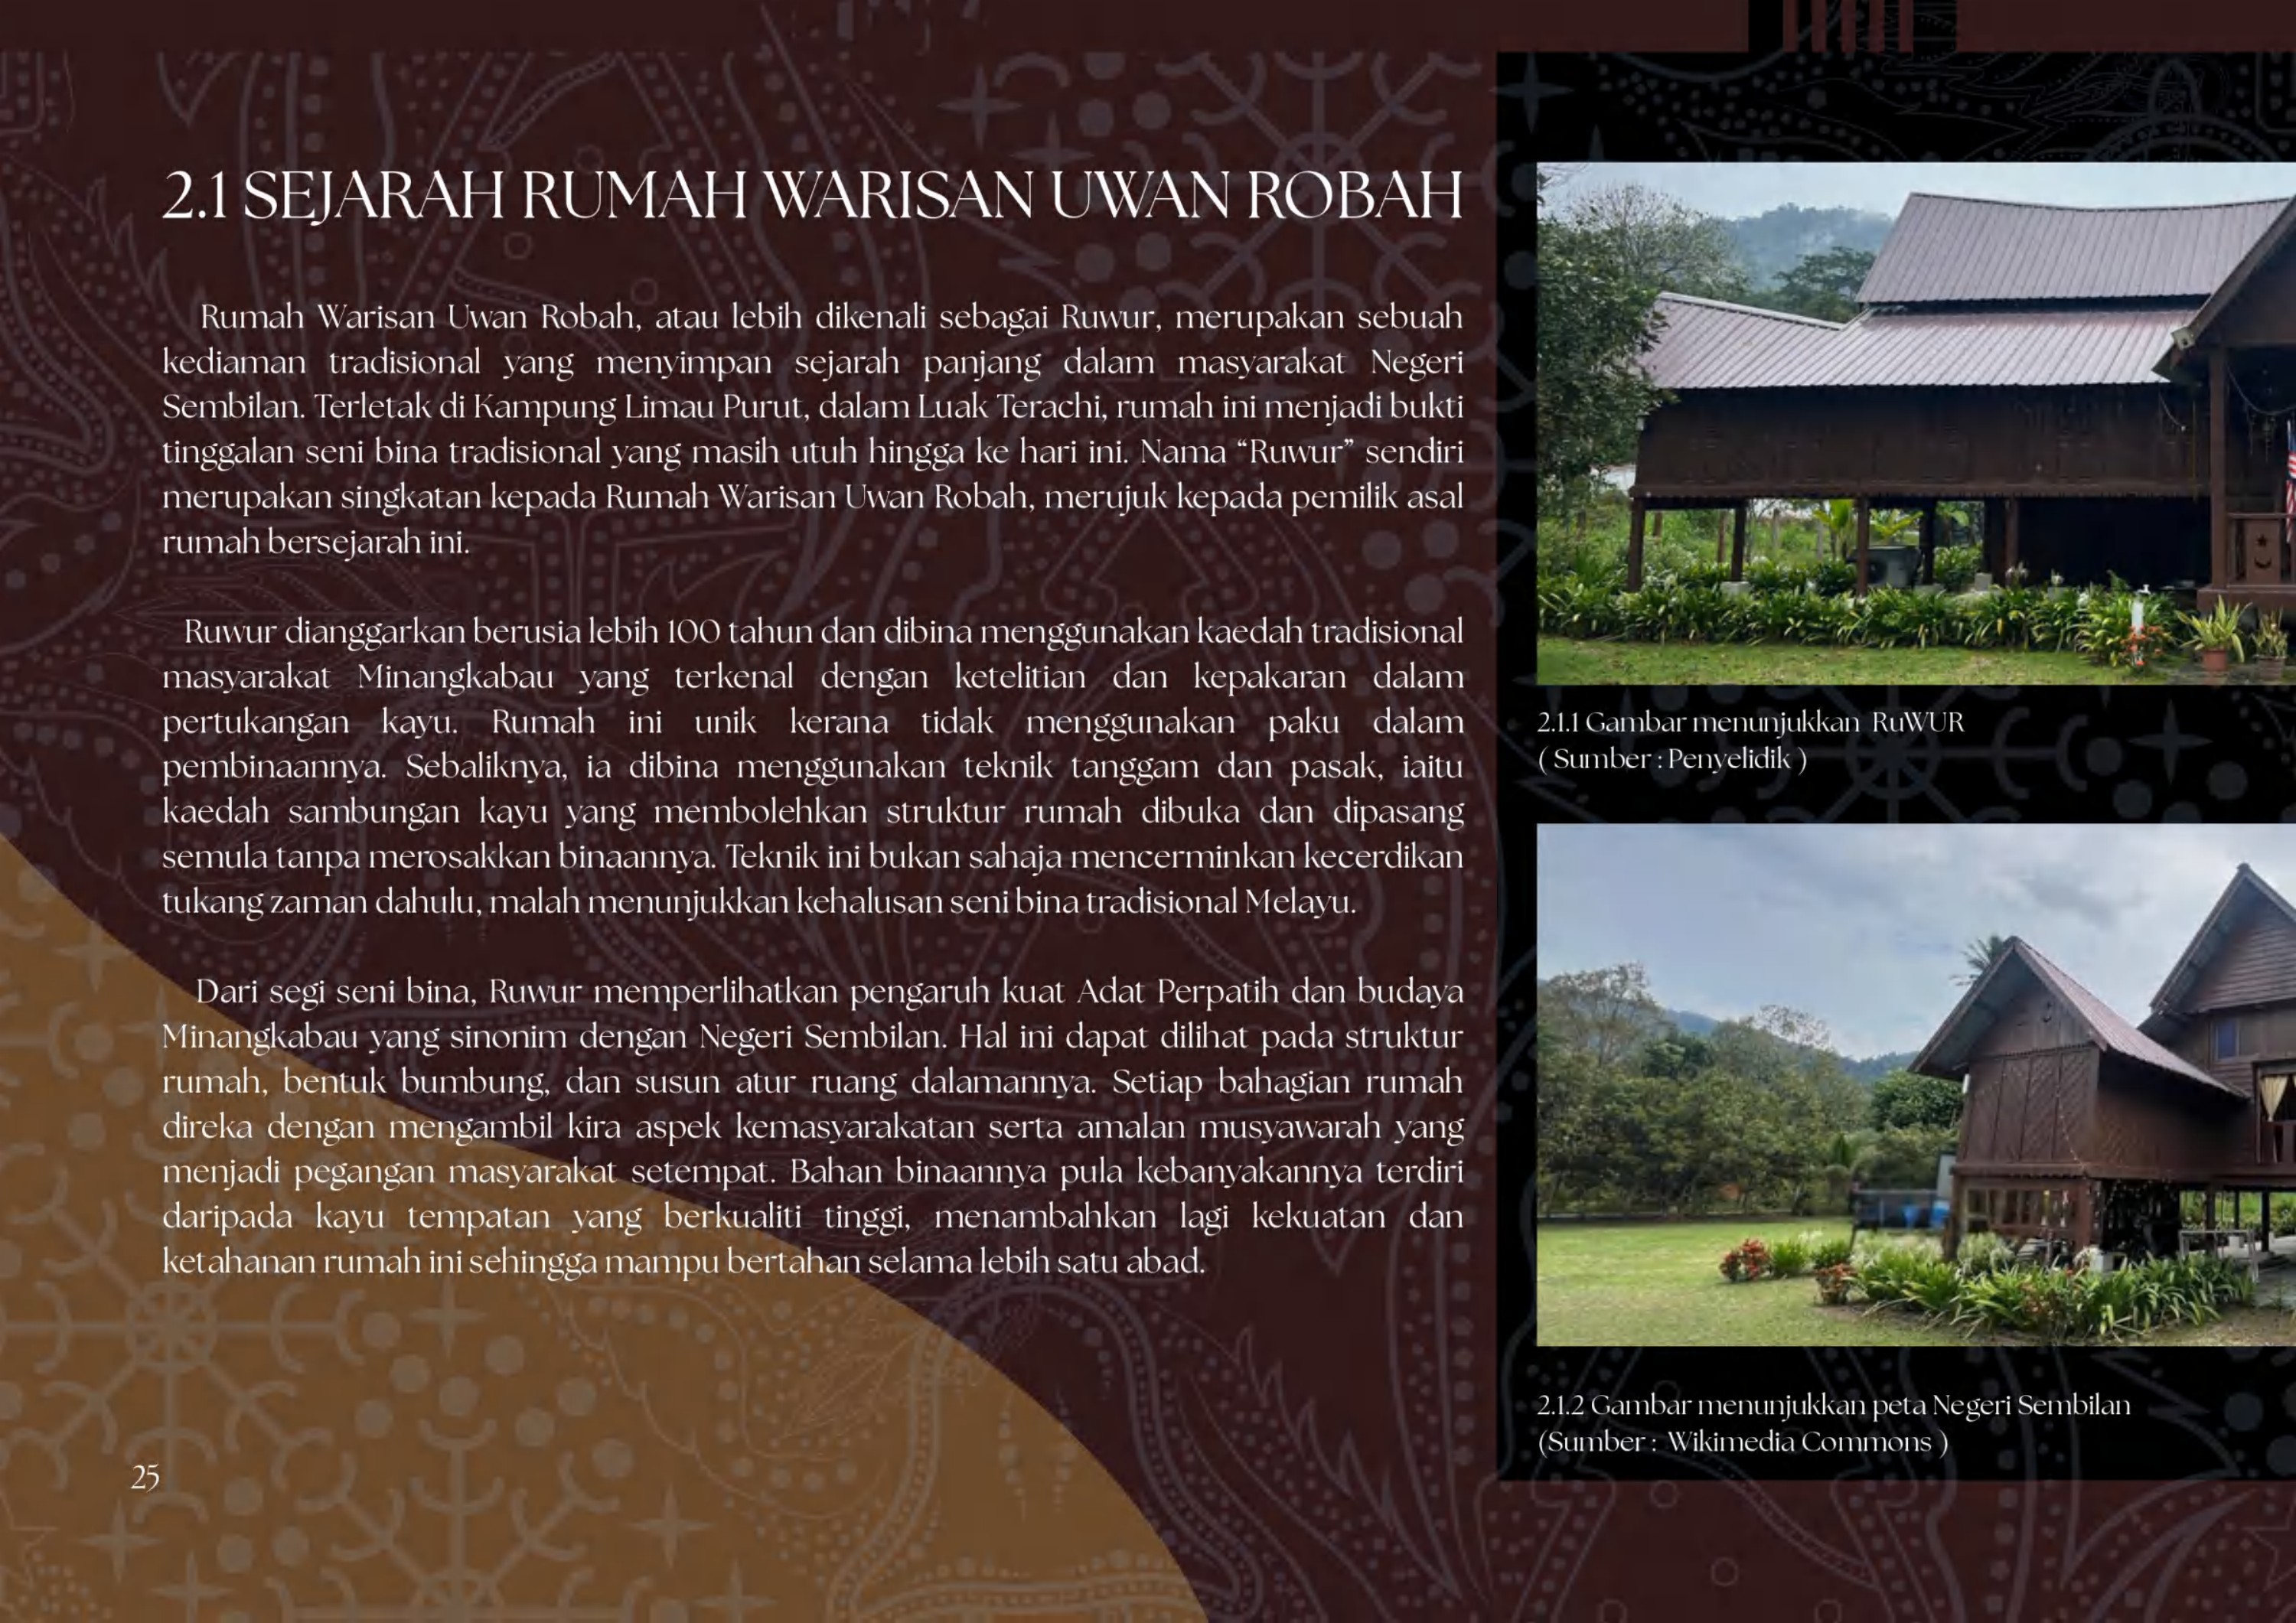 2.1 SEJARAH RUMAH WARISAN UWAN ROBAH
Rumah Warisan Uwan Robah, atau lebih dikenali sebagai Ruwur, merupakan sebuah
kediaman tradisional yang menyimpan sejarah panjang dalam masyarakat Negeri
Sembilan. Terletak di Kampung Limau Purut, dalam Luak Terachi, rumah ini menjadi bukti
tinggalan seni bina tradisional yang masih utuh hingga ke hari ini. Nama “Ruwur” sendiri
merupakan singkatan kepada Rumah Warisan Uwan Robah, merujuk kepada pemilik asal
rumah bersejarah ini.
Ruwur dianggarkan berusia lebih 100 tahun dan dibina menggunakan kaedah tradisional
masyarakat Minangkabau yang terkenal dengan ketelitian dan kepakaran dalam
pertukangan kayu. Rumah ini unik kerana tidak menggunakan paku dalam
pembinaannya. Sebaliknya, ia dibina menggunakan teknik tanggam dan pasak, iaitu
kaedah sambungan kayu yang membolehkan struktur rumah dibuka dan dipasang
semula tanpa merosakkan binaannya. Teknik ini bukan sahaja mencerminkan kecerdikan
tukang zaman dahulu, malah menunjukkan kehalusan seni bina tradisional Melayu.
Dari segi seni bina, Ruwur memperlihatkan pengaruh kuat Adat Perpatih dan budaya
Minangkabau yang sinonim dengan Negeri Sembilan. Hal ini dapat dilihat pada struktur
rumah, bentuk bumbung, dan susun atur ruang dalamannya. Setiap bahagian rumah
direka dengan mengambil kira aspek kemasyarakatan serta amalan musyawarah yang
menjadi pegangan masyarakat setempat. Bahan binaannya pula kebanyakannya terdiri
daripada kayu tempatan yang berkualiti tinggi, menambahkan lagi kekuatan dan
ketahanan rumah ini sehingga mampu bertahan selama lebih satu abad.
25
2.1.1 Gambar menunjukkan RuWUR
( Sumber : Penyelidik )
2.1.2 Gambar menunjukkan peta Negeri Sembilan
(Sumber : Wikimedia Commons )